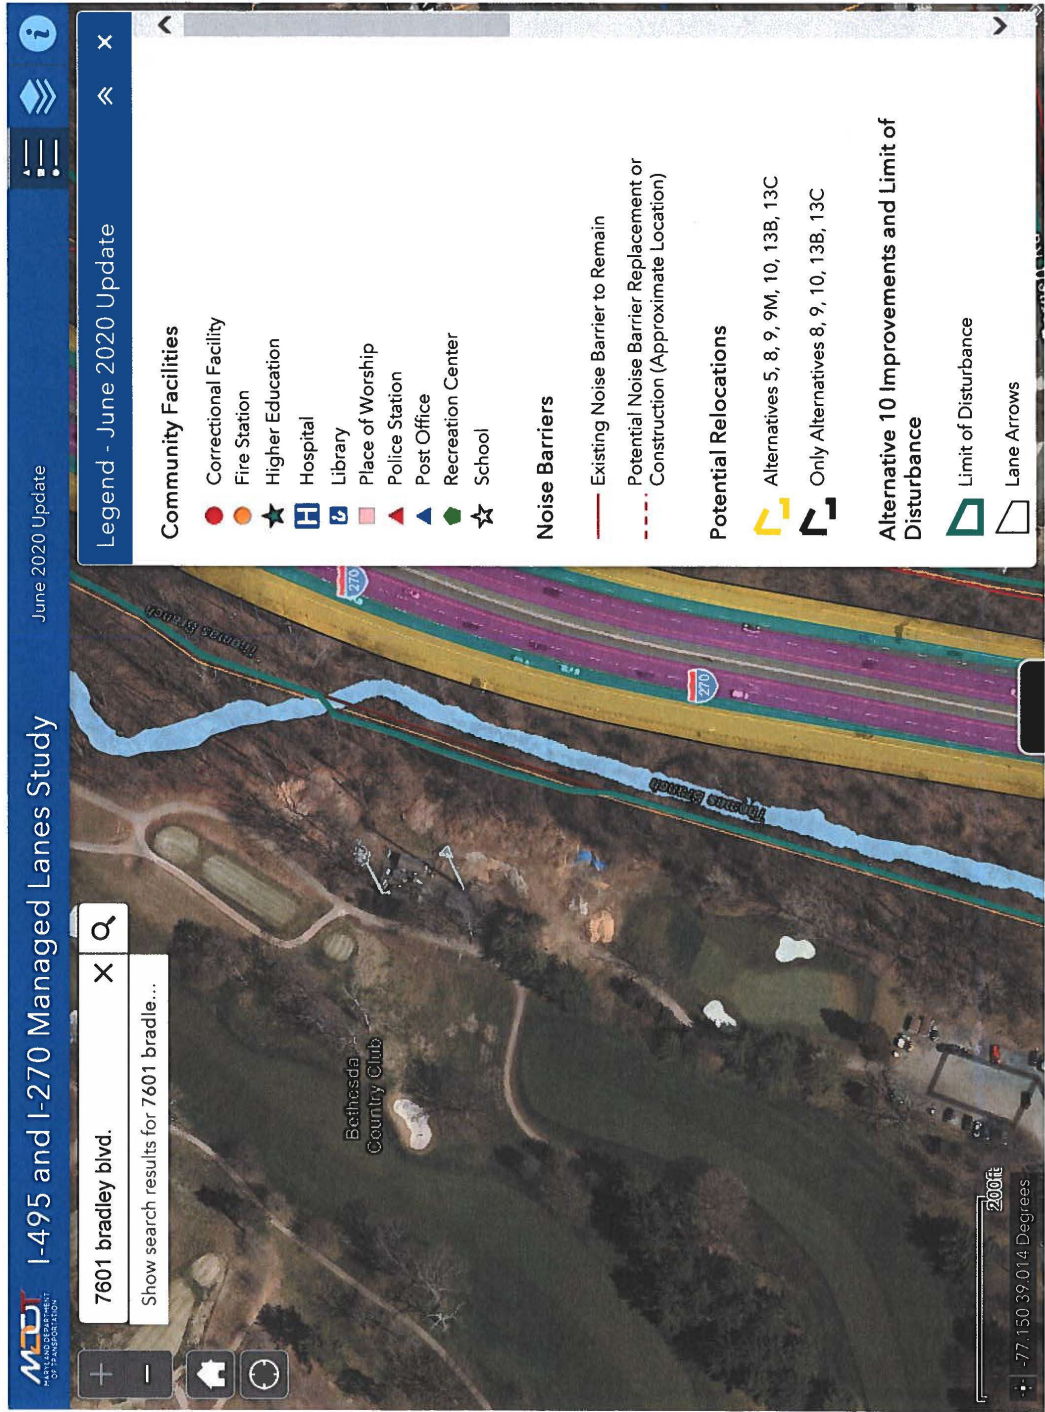 MDOT
MARYLAND DEPARTMENT
OF TRANSPORTATION
I-495 and I-270 Managed Lanes Study
June 2020 Update
7601 bradley blvd.
Show search results for 7601 bradle...
Legend - June 2020 Update
Community Facilities
Correctional Facility
Fire Station
Higher Education
H Hospital
Library
Place of Worship
Police Station
Post Office
Recreation Center
School
Noise Barriers
Existing Noise Barrier to Remain
Potential Noise Barrier Replacement or
Construction (Approximate Location)
Potential Relocations
Alternatives 5, 8, 9, 9M, 10, 13B, 13C
Only Alternatives 8, 9, 10, 13B, 13C
Alternative 10 Improvements and Limit of
Disturbance
Limit of Disturbance
Lane Arrows
Thomas Branch
270
Bethesda
Country Club
Thomas Branch
270
200ft
-77.150 39.014 Degrees